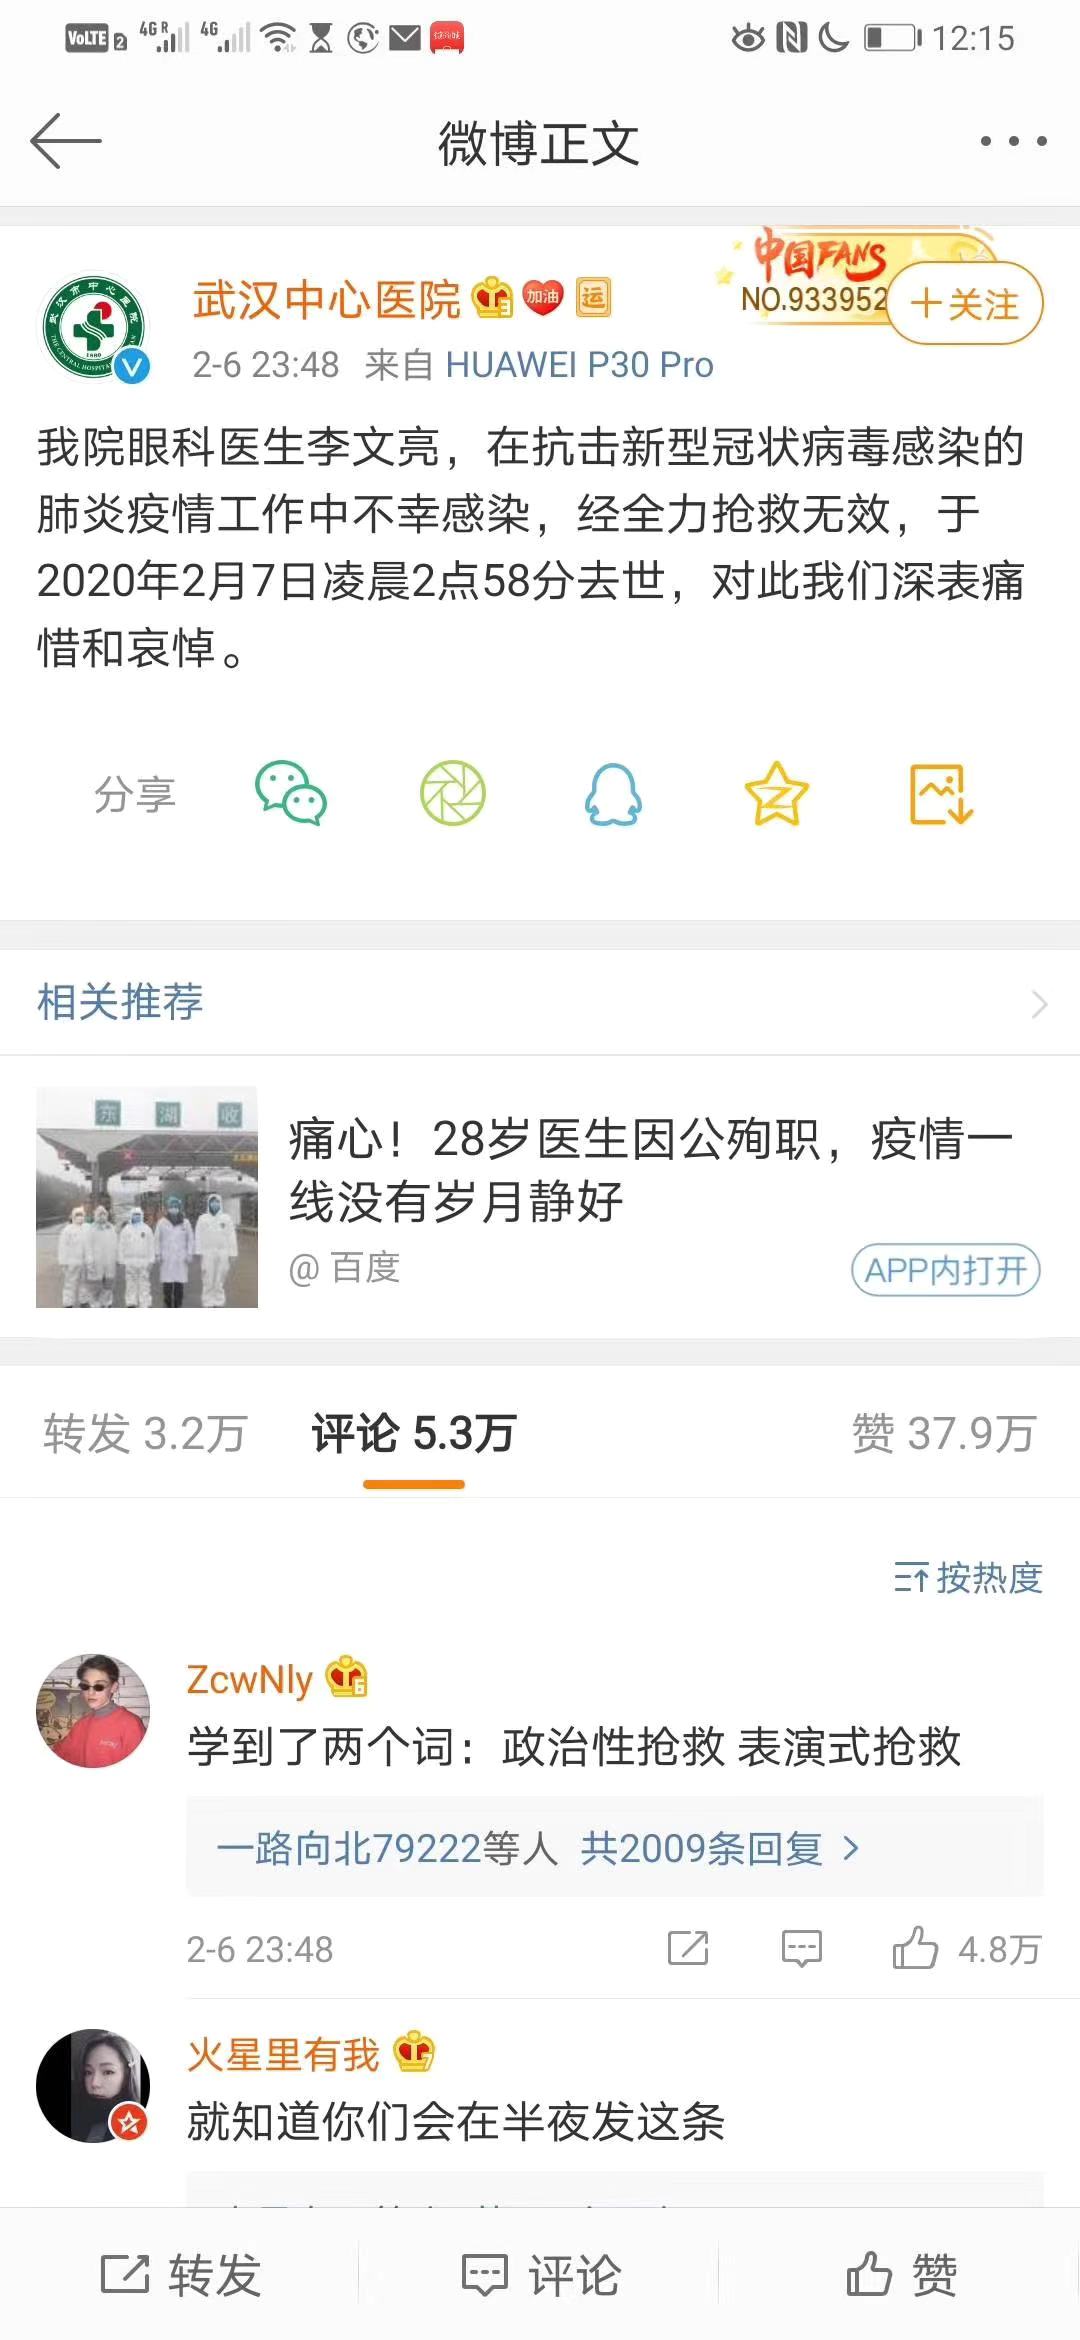 VoLTE 2 4G R 4G 12:15
微博正文
武汉中心医院 加油 运
中国FANS
NO.933952
关注
2-6 23:48 来自 HUAWEI P30 Pro
我院眼科医生李文亮，在抗击新型冠状病毒感染的
肺炎疫情工作中不幸感染，经全力抢救无效，于
2020年2月7日凌晨2点58分去世，对此我们深表痛
惜和哀悼。
分享
相关推荐
东 湖 收
痛心！28岁医生因公殉职，疫情一
线没有岁月静好
@ 百度
APP内打开
转发 3.2万 评论 5.3万 赞 37.9万
按热度
ZcwNly 6
学到了两个词：政治性抢救 表演式抢救
一路向北79222等人 共2009条回复
2-6 23:48 4.8万
火星里有我 7
就知道你们会在半夜发这条
转发 评论 赞